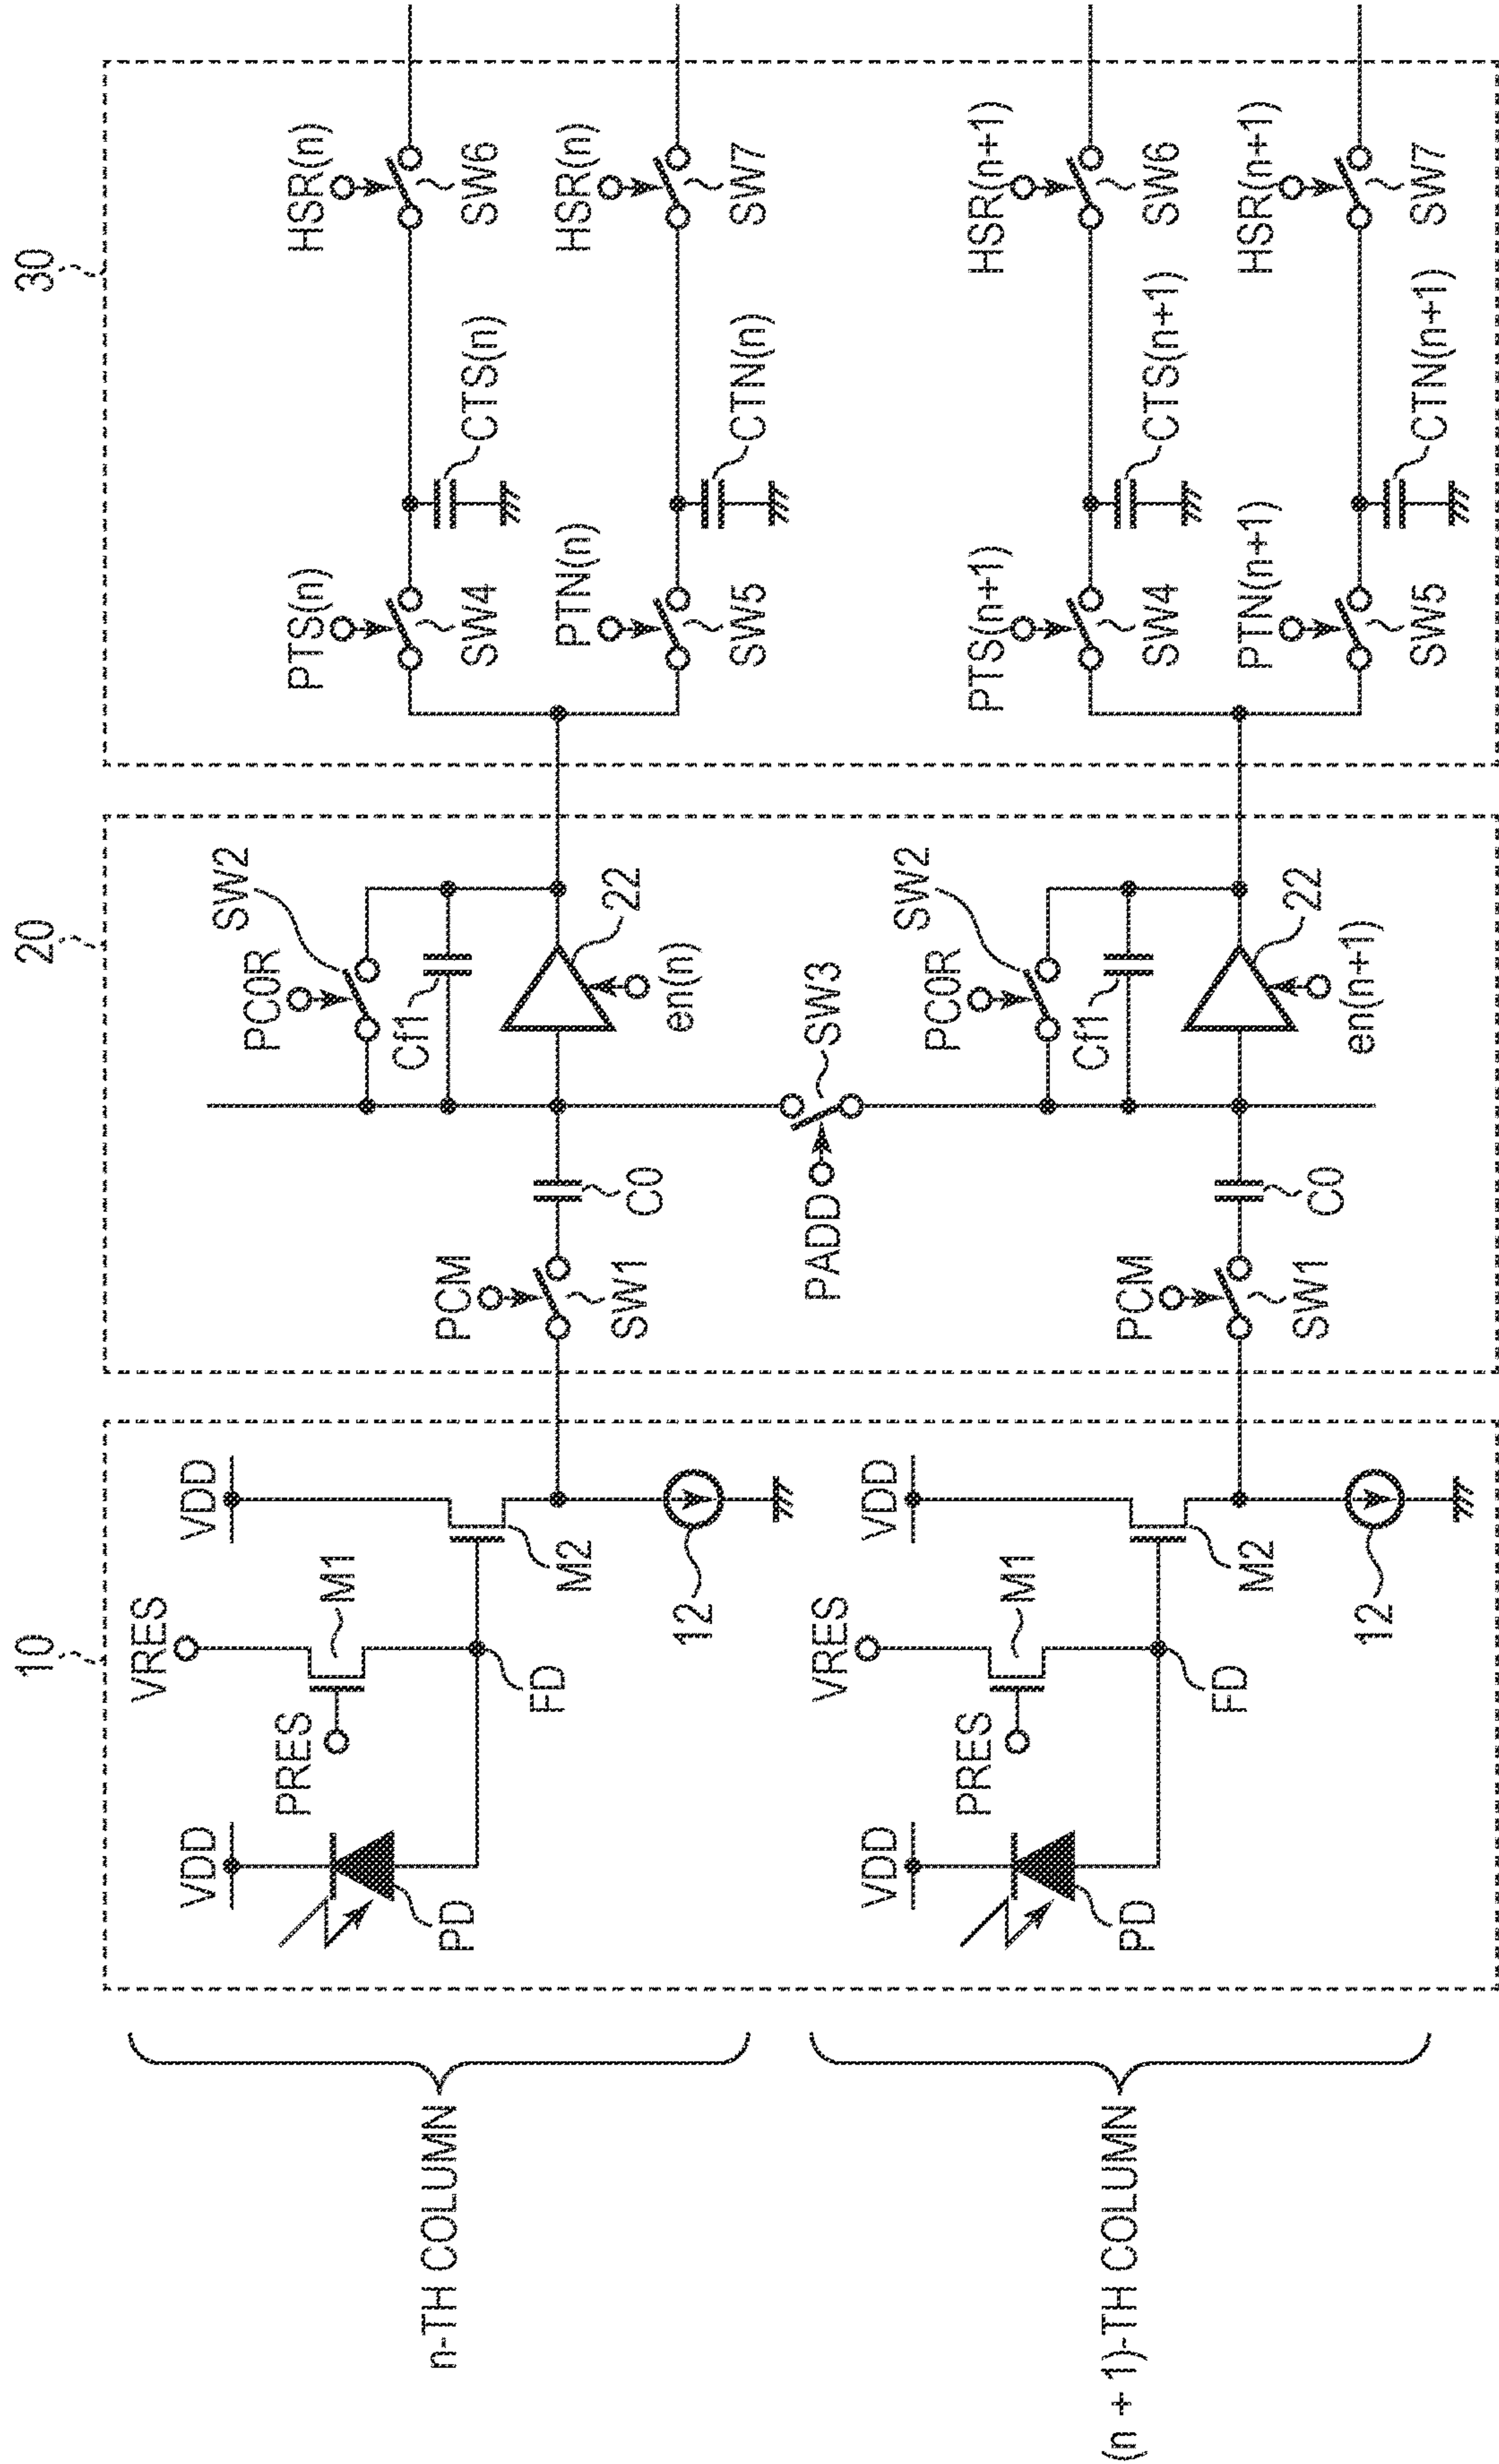 10
20
30
n-TH COLUMN
VDD
PD
PRES
VRES
M1
FD
VDD
M2
12
PCM
SW1
C0
PC0R
SW2
Cf1
22
en(n)
PTS(n)
SW4
CTS(n)
HSR(n)
SW6
PTN(n)
SW5
CTN(n)
HSR(n)
SW7
PADD
SW3
(n + 1)-TH COLUMN
VDD
PD
PRES
VRES
M1
FD
VDD
M2
12
PCM
SW1
C0
PC0R
SW2
Cf1
22
en(n+1)
PTS(n+1)
SW4
CTS(n+1)
HSR(n+1)
SW6
PTN(n+1)
SW5
CTN(n+1)
HSR(n+1)
SW7